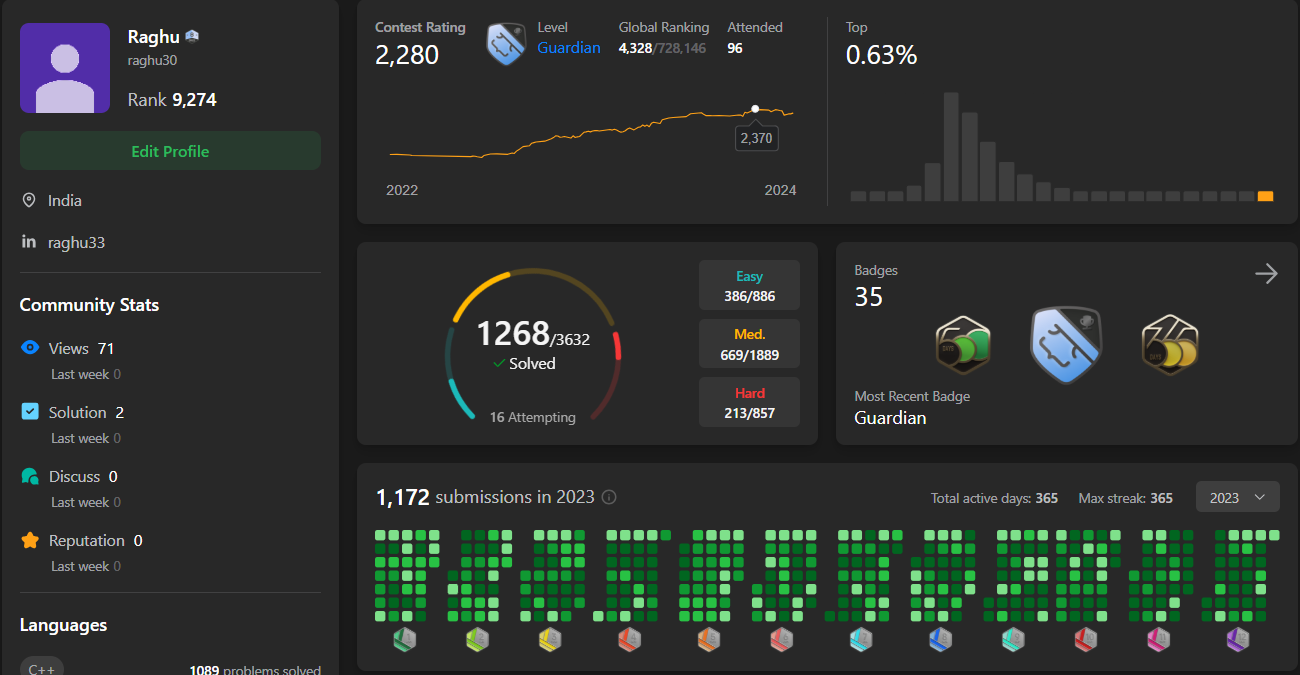 Raghu
raghu30
Rank 9,274
Edit Profile
India
in raghu33
Community Stats
Views 71
Last week 0
Solution 2
Last week 0
Discuss 0
Last week 0
Reputation 0
Last week 0
Languages
C++ 1089 problems solved
Contest Rating
2,280
Level
Guardian
Global Ranking
4,328/728,146
Attended
96
2,370
2022 2024
Top
0.63%
1268/3632
Solved
16 Attempting
Easy
386/886
Med.
669/1889
Hard
213/857
Badges
35
Most Recent Badge
Guardian
1,172 submissions in 2023
Total active days: 365 Max streak: 365 2023